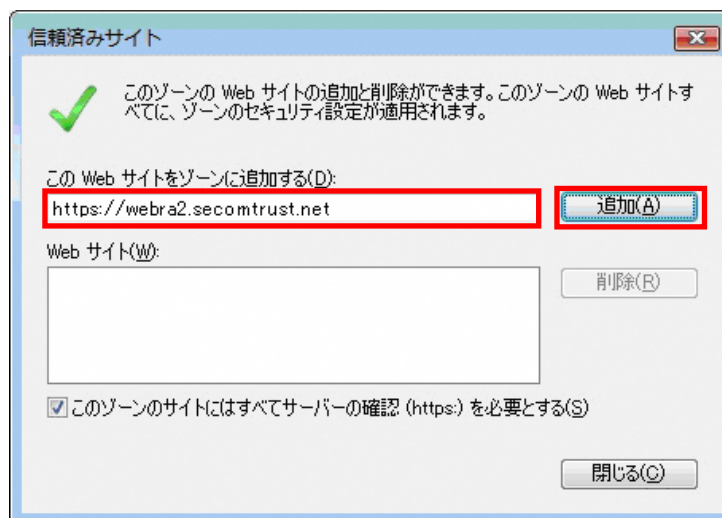 信頼済みサイト
このゾーンの Web サイトの追加と削除ができます。このゾーンの Web サイトす
べてに、ゾーンのセキュリティ設定が適用されます。
この Web サイトをゾーンに追加する(D):
https://webra2.secomtrust.net
追加(A)
Web サイト(W):
削除(R)
このゾーンのサイトにはすべてサーバーの確認 (https:) を必要とする(S)
閉じる(C)